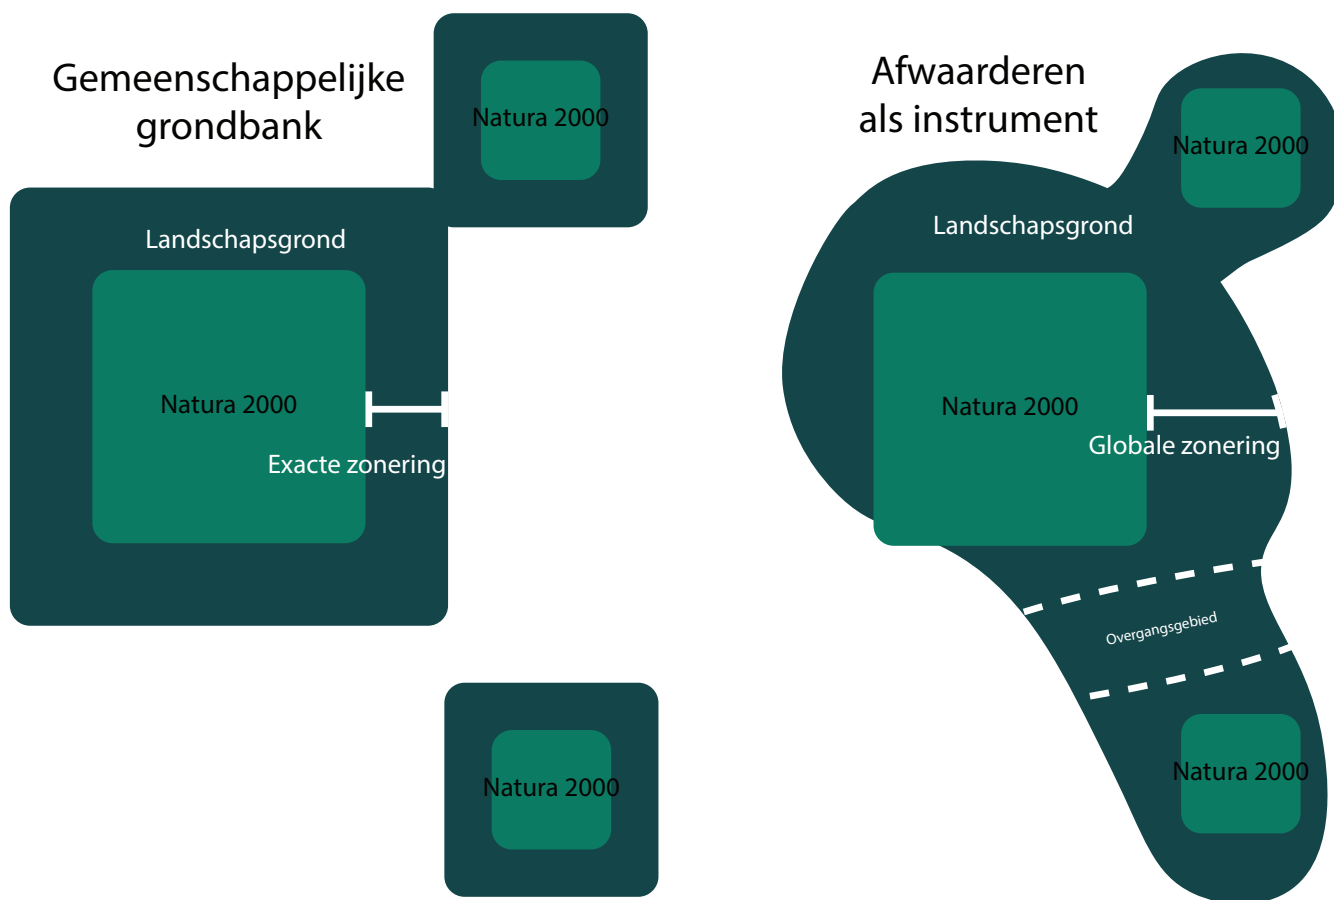 Gemeenschappelijke
grondbank
Natura 2000
Landschapsgrond
Natura 2000
Exacte zonering
Natura 2000
Afwaarderen
als instrument
Natura 2000
Landschapsgrond
Natura 2000
Globale zonering
Overgangsgebied
Natura 2000